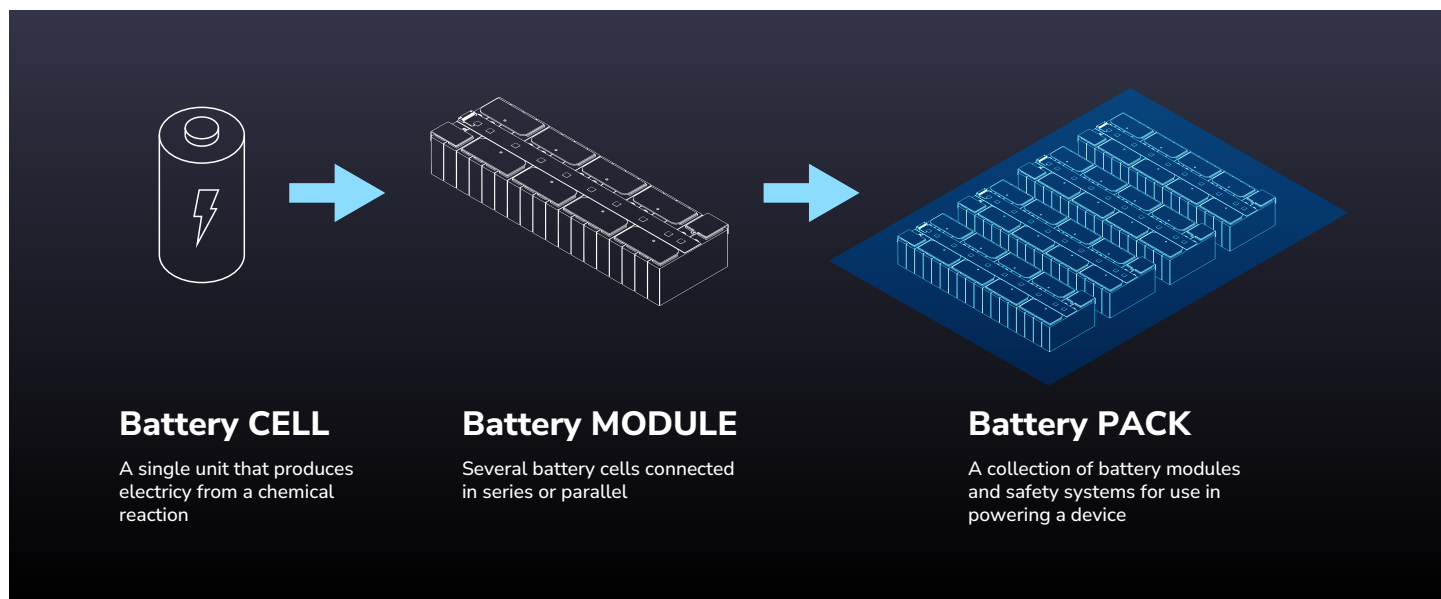 Battery CELL
A single unit that produces
electricy from a chemical
reaction
Battery MODULE
Several battery cells connected
in series or parallel
Battery PACK
A collection of battery modules
and safety systems for use in
powering a device